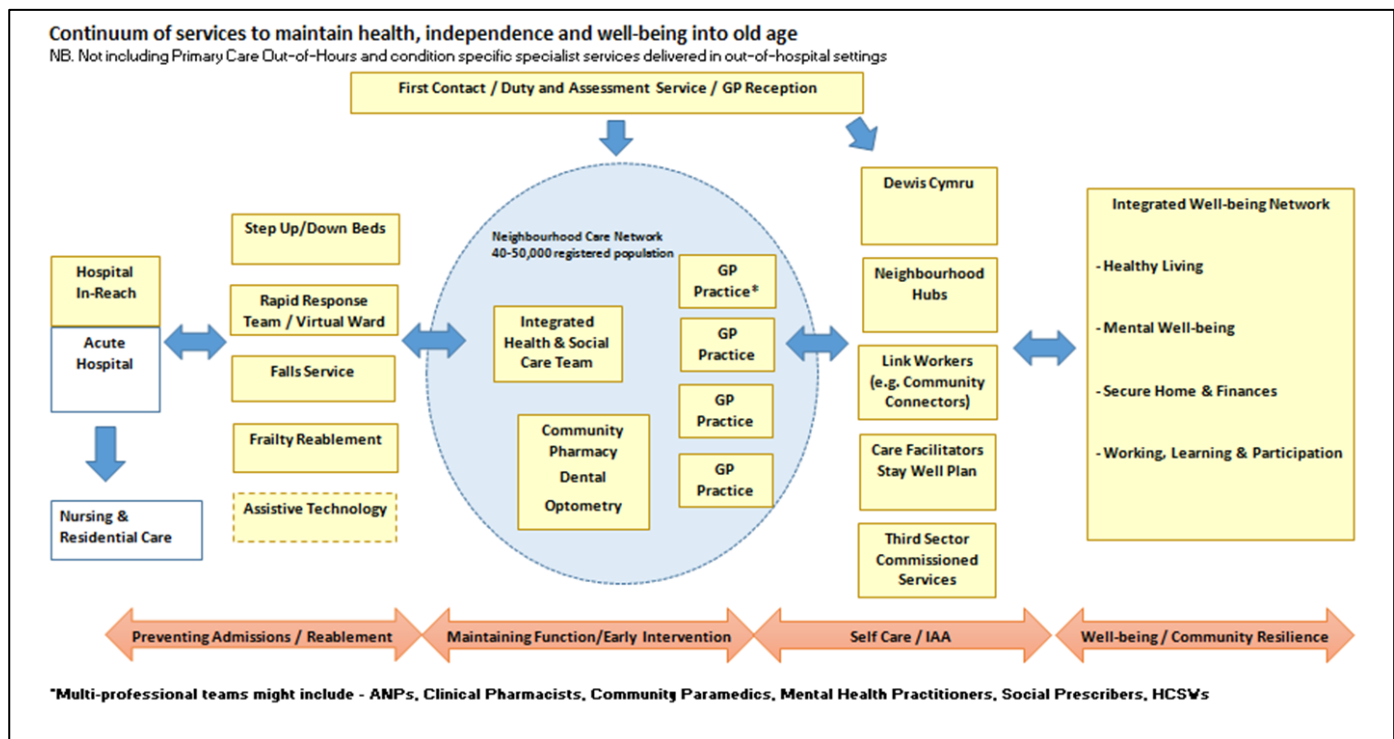 Continuum of services to maintain health, independence and well-being into old age
NB. Not including Primary Care Out-of-Hours and condition specific specialist services delivered in out-of-hospital settings
First Contact / Duty and Assessment Service / GP Reception
Hospital
In-Reach
Acute
Hospital
Nursing &
Residential Care
Step Up/Down Beds
Rapid Response
Team / Virtual Ward
Falls Service
Frailty Reablement
Assistive Technology
Neighbourhood Care Network
40-50,000 registered population
Integrated
Health & Social
Care Team
Community
Pharmacy
Dental
Optometry
GP
Practice*
GP
Practice
GP
Practice
GP
Practice
Dewis Cymru
Neighbourhood
Hubs
Link Workers
(e.g. Community
Connectors)
Care Facilitators
Stay Well Plan
Third Sector
Commissioned
Services
Integrated Well-being Network
- Healthy Living
- Mental Well-being
- Secure Home & Finances
- Working, Learning & Participation
Preventing Admissions / Reablement
Maintaining Function/Early Intervention
Self Care / IAA
Well-being / Community Resilience
*Multi-professional teams might include - ANPs, Clinical Pharmacists, Community Paramedics, Mental Health Practitioners, Social Prescribers, HCSWs